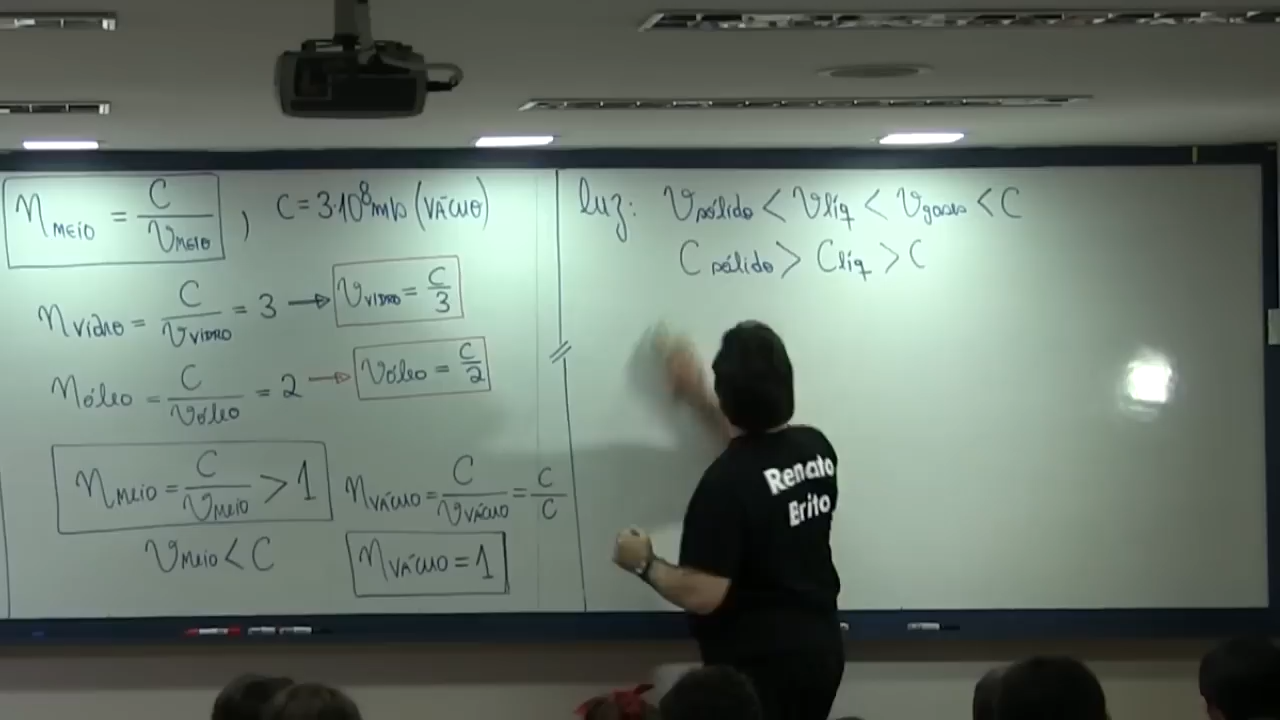 n MEIO = C / V MEIO , C = 3·10⁸ m/s (VÁCUO)
n vidro = C / V VIDRO = 3 → V VIDRO = C / 3
n óleo = C / V óleo = 2 → V óleo = C / 2
n MEIO = C / V MEIO > 1
V MEIO < C
n VÁCUO = C / V VÁCUO = C / C
n VÁCUO = 1
luz: V sólido < V líq < V gases < C
C sólido > C líq > C
Renato
Brito